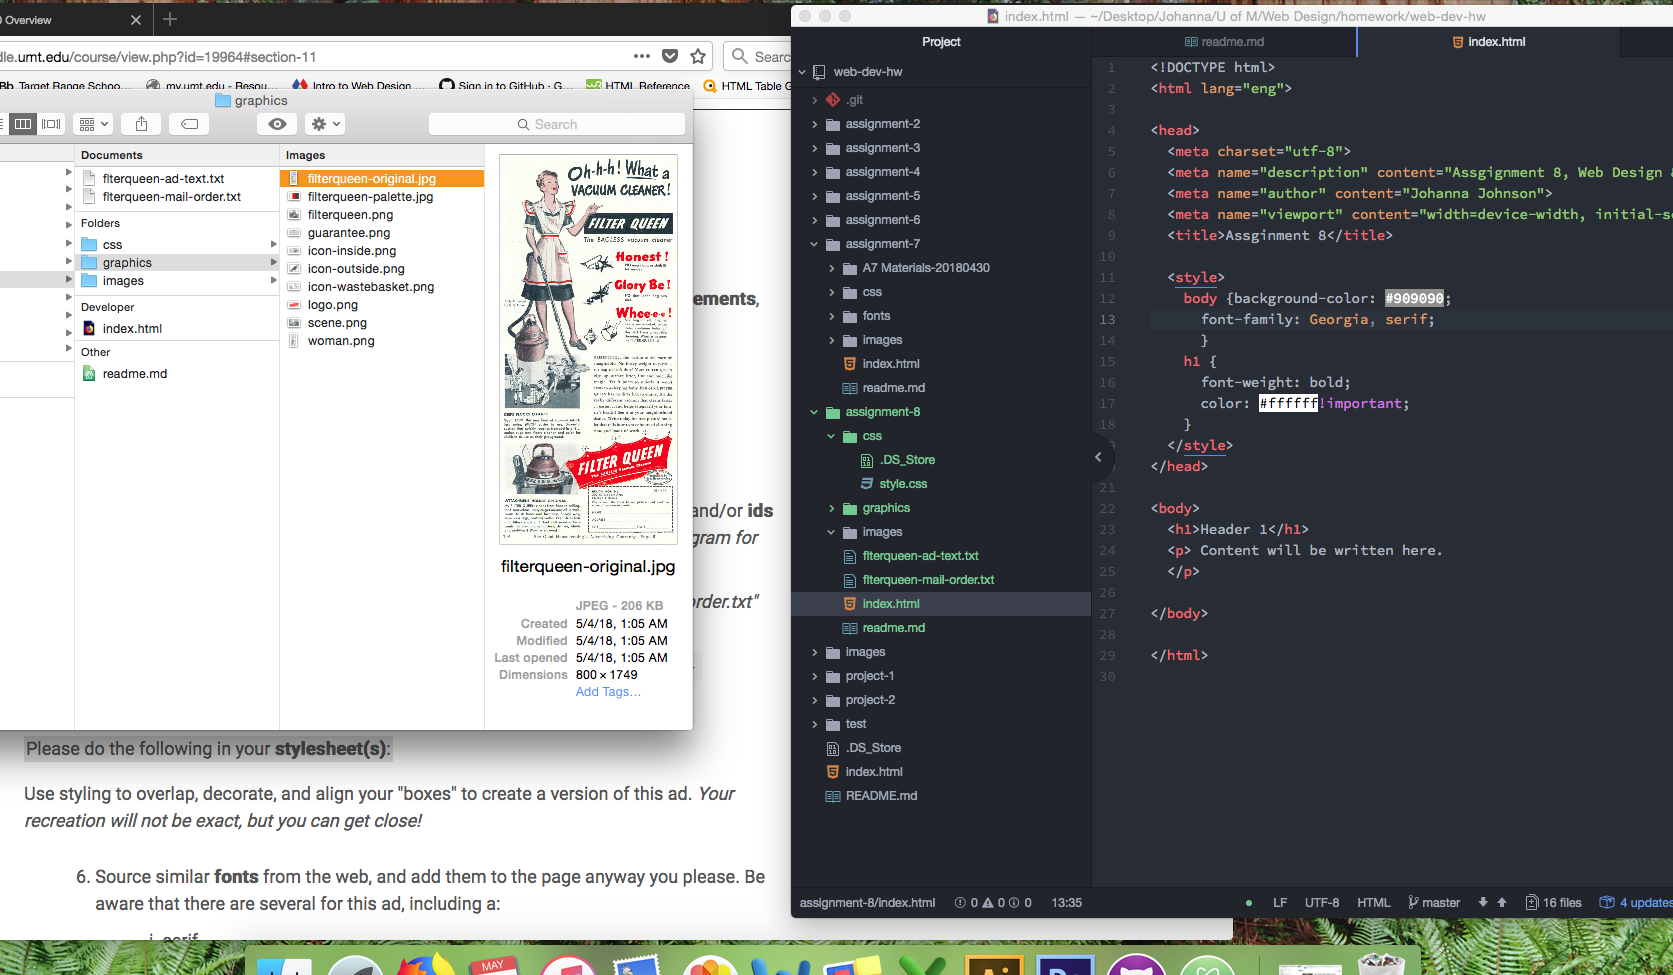 Overview
dle.umt.edu/course/view.php?id=19964#section-11
Searc
Bb Target Range Schoo...
my.umt.edu - Resou...
Intro to Web Design ...
Sign in to GitHub · G...
HTML Reference
HTML Table G
ements,
and/or ids
gram for
order.txt"
Please do the following in your stylesheet(s):
Use styling to overlap, decorate, and align your "boxes" to create a version of this ad. Your
recreation will not be exact, but you can get close!
6. Source similar fonts from the web, and add them to the page anyway you please. Be
aware that there are several for this ad, including a:
i. serif
graphics
Search
Documents
flterqueen-ad-text.txt
flterqueen-mail-order.txt
Folders
css
graphics
images
Developer
index.html
Other
readme.md
Images
filterqueen-original.jpg
filterqueen-palette.jpg
filterqueen.png
guarantee.png
icon-inside.png
icon-outside.png
icon-wastebasket.png
logo.png
scene.png
woman.png
Oh-h-h! What a
VACUUM CLEANER!
FILTER QUEEN
The BAGLESS vacuum cleaner
Honest!
Glory Be!
Whee-e-e!
FILTER QUEEN
filterqueen-original.jpg
JPEG - 206 KB
Created 5/4/18, 1:05 AM
Modified 5/4/18, 1:05 AM
Last opened 5/4/18, 1:05 AM
Dimensions 800 × 1749
Add Tags...
index.html — ~/Desktop/Johanna/U of M/Web Design/homework/web-dev-hw
Project
web-dev-hw
.git
assignment-2
assignment-3
assignment-4
assignment-5
assignment-6
assignment-7
A7 Materials-20180430
css
fonts
images
index.html
readme.md
assignment-8
css
.DS_Store
style.css
graphics
images
flterqueen-ad-text.txt
flterqueen-mail-order.txt
index.html
readme.md
images
project-1
project-2
test
.DS_Store
index.html
README.md
readme.md
index.html
1 <!DOCTYPE html>
2 <html lang="eng">
3
4 <head>
5 <meta charset="utf-8">
6 <meta name="description" content="Assgignment 8, Web Design &
7 <meta name="author" content="Johanna Johnson">
8 <meta name="viewport" content="width=device-width, initial-s
9 <title>Assginment 8</title>
10
11 <style>
12 body {background-color: #909090;
13 font-family: Georgia, serif;
14 }
15 h1 {
16 font-weight: bold;
17 color: #ffffff!important;
18 }
</style>
</head>
21
22 <body>
23 <h1>Header 1</h1>
24 <p> Content will be written here.
25 </p>
26
27 </body>
28
29 </html>
30
assignment-8/index.html 0 0 0 13:35
LF UTF-8 HTML master 16 files 4 updates
MAY